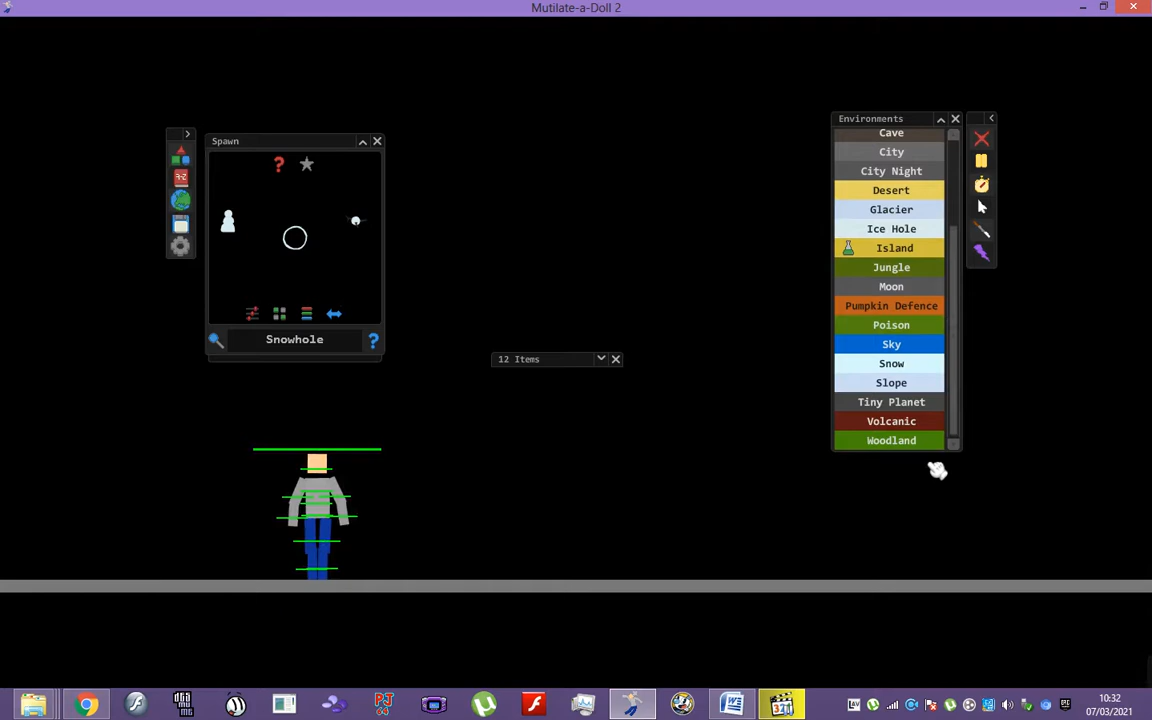 Mutilate-a-Doll 2
Spawn
?
?
Snowhole
12 Items
Environments
Cave
City
City Night
Desert
Glacier
Ice Hole
Island
Jungle
Moon
Pumpkin Defence
Poison
Sky
Snow
Slope
Tiny Planet
Volcanic
Woodland
10:32
07/03/2021